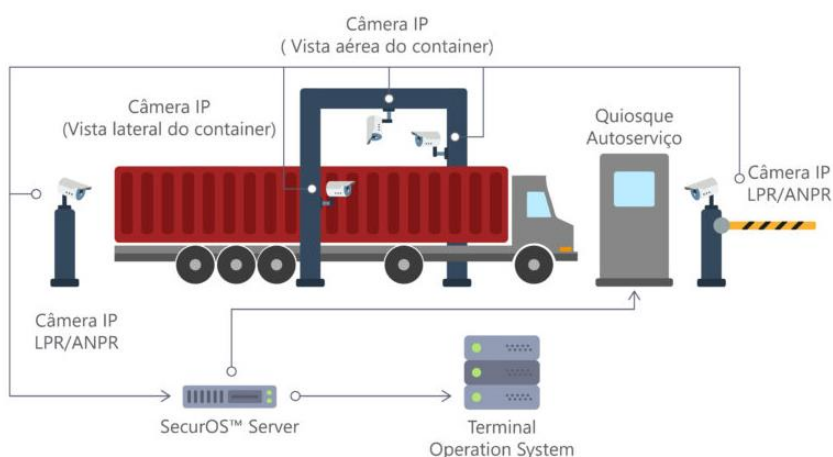 Câmera IP
( Vista aérea do container)
Câmera IP
(Vista lateral do container)
Quiosque
Autoserviço
Câmera IP
LPR/ANPR
Câmera IP
LPR/ANPR
SecurOS™ Server
Terminal
Operation System